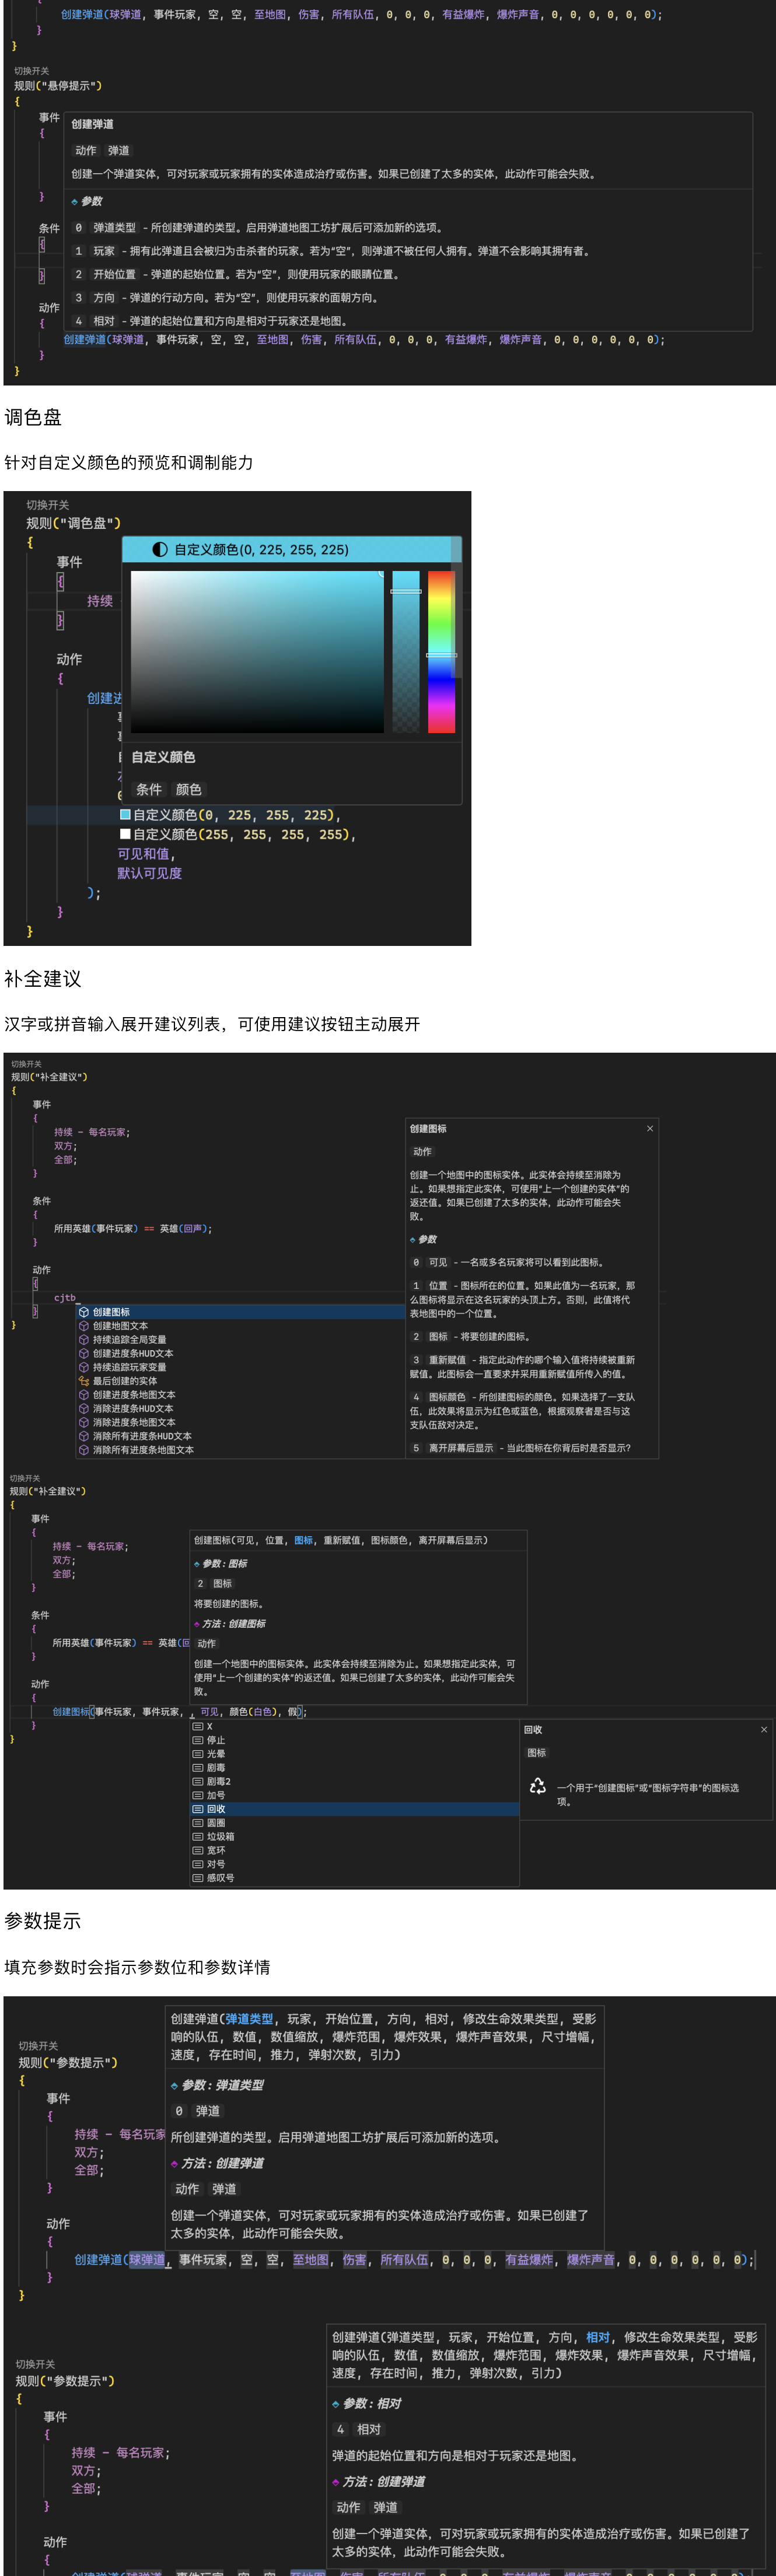 创建弹道(球弹道, 事件玩家, 空, 空, 至地图, 伤害, 所有队伍, 0, 0, 0, 有益爆炸, 爆炸声音, 0, 0, 0, 0, 0, 0);
}
}
切换开关
规则("悬停提示")
{
事件
{
}
条件
{
}
动作
{
创建弹道
动作 弹道
创建一个弹道实体，可对玩家或玩家拥有的实体造成治疗或伤害。如果已创建了太多的实体，此动作可能会失败。
参数
0 弹道类型 - 所创建弹道的类型。启用弹道地图工坊扩展后可添加新的选项。
1 玩家 - 拥有此弹道且会被归为击杀者的玩家。若为“空”，则弹道不被任何人拥有。弹道不会影响其拥有者。
2 开始位置 - 弹道的起始位置。若为“空”，则使用玩家的眼睛位置。
3 方向 - 弹道的行动方向。若为“空”，则使用玩家的面朝方向。
4 相对 - 弹道的起始位置和方向是相对于玩家还是地图。
创建弹道(球弹道, 事件玩家, 空, 空, 至地图, 伤害, 所有队伍, 0, 0, 0, 有益爆炸, 爆炸声音, 0, 0, 0, 0, 0, 0);
}
}
调色盘
针对自定义颜色的预览和调制能力
切换开关
规则("调色盘")
{
事件
{
持续
}
动作
{
创建进
自定义颜色(0, 225, 255, 225)
自定义颜色
条件 颜色
自定义颜色(0, 225, 255, 225),
自定义颜色(255, 255, 255, 255),
可见和值,
默认可见度
);
}
}
补全建议
汉字或拼音输入展开建议列表，可使用建议按钮主动展开
切换开关
规则("补全建议")
{
事件
{
持续 - 每名玩家;
双方;
全部;
}
条件
{
所用英雄(事件玩家) == 英雄(回声);
}
动作
{
cjtb
}
}
创建图标
创建地图文本
持续追踪全局变量
创建进度条HUD文本
持续追踪玩家变量
最后创建的实体
创建进度条地图文本
消除进度条HUD文本
消除进度条地图文本
消除所有进度条HUD文本
消除所有进度条地图文本
创建图标
动作
创建一个地图中的图标实体。此实体会持续至消除为
止。如果想指定此实体，可使用“上一个创建的实体”的
返还值。如果已创建了太多的实体，此动作可能会失
败。
参数
0 可见 - 一名或多名玩家将可以看到此图标。
1 位置 - 图标所在的位置。如果此值为一名玩家，那
么图标将显示在这名玩家的头顶上方。否则，此值将代
表地图中的一个位置。
2 图标 - 将要创建的图标。
3 重新赋值 - 指定此动作的哪个输入值将持续被重新
赋值。此图标会一直要求并采用重新赋值所传入的值。
4 图标颜色 - 所创建图标的颜色。如果选择了一支队
伍，此效果将显示为红色或蓝色，根据观察者是否与这
支队伍敌对决定。
5 离开屏幕后显示 - 当此图标在你背后时是否显示？
切换开关
规则("补全建议")
{
事件
{
持续 - 每名玩家;
双方;
全部;
}
条件
{
所用英雄(事件玩家) == 英雄(回
}
动作
{
创建图标(可见, 位置, 图标, 重新赋值, 图标颜色, 离开屏幕后显示)
参数：图标
2 图标
将要创建的图标。
方法：创建图标
动作
创建一个地图中的图标实体。此实体会持续至消除为止。如果想指定此实体，可
使用“上一个创建的实体”的返还值。如果已创建了太多的实体，此动作可能会失
败。
创建图标(事件玩家, 事件玩家, , 可见, 颜色(白色), 假);
}
}
X
停止
光晕
剧毒
剧毒2
加号
回收
圆圈
垃圾箱
宽环
对号
感叹号
回收
图标
一个用于“创建图标”或“图标字符串”的图标选
项。
参数提示
填充参数时会指示参数位和参数详情
切换开关
规则("参数提示")
{
事件
{
持续 - 每名玩家
双方;
全部;
}
动作
{
创建弹道(弹道类型, 玩家, 开始位置, 方向, 相对, 修改生命效果类型, 受影
响的队伍, 数值, 数值缩放, 爆炸范围, 爆炸效果, 爆炸声音效果, 尺寸增幅,
速度, 存在时间, 推力, 弹射次数, 引力)
参数：弹道类型
0 弹道
所创建弹道的类型。启用弹道地图工坊扩展后可添加新的选项。
方法：创建弹道
动作 弹道
创建一个弹道实体，可对玩家或玩家拥有的实体造成治疗或伤害。如果已创建了
太多的实体，此动作可能会失败。
创建弹道(球弹道, 事件玩家, 空, 空, 至地图, 伤害, 所有队伍, 0, 0, 0, 有益爆炸, 爆炸声音, 0, 0, 0, 0, 0, 0);
}
}
切换开关
规则("参数提示")
{
事件
{
持续 - 每名玩家;
双方;
全部;
}
动作
{
创建弹道(弹道类型, 玩家, 开始位置, 方向, 相对, 修改生命效果类型, 受影
响的队伍, 数值, 数值缩放, 爆炸范围, 爆炸效果, 爆炸声音效果, 尺寸增幅,
速度, 存在时间, 推力, 弹射次数, 引力)
参数：相对
4 相对
弹道的起始位置和方向是相对于玩家还是地图。
方法：创建弹道
动作 弹道
创建一个弹道实体，可对玩家或玩家拥有的实体造成治疗或伤害。如果已创建了
太多的实体，此动作可能会失败。